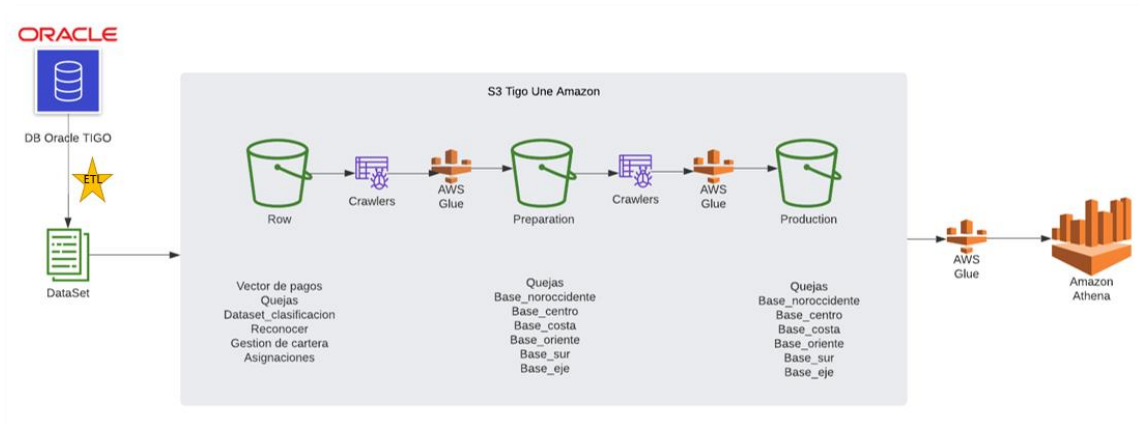 ORACLE
DB Oracle TIGO
ETL
DataSet
S3 Tigo Une Amazon
Row
Crawlers
AWS
Glue
Preparation
Crawlers
AWS
Glue
Production
Vector de pagos
Quejas
Dataset_clasificacion
Reconocer
Gestion de cartera
Asignaciones
Quejas
Base_noroccidente
Base_centro
Base_costa
Base_oriente
Base_sur
Base_eje
Quejas
Base_noroccidente
Base_centro
Base_costa
Base_oriente
Base_sur
Base_eje
AWS
Glue
Amazon
Athena